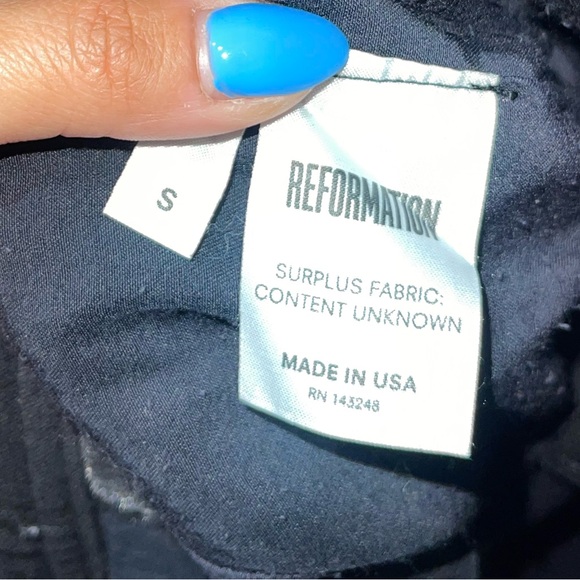 S
REFORMATION
SURPLUS FABRIC:
CONTENT UNKNOWN
MADE IN USA
RN 143248